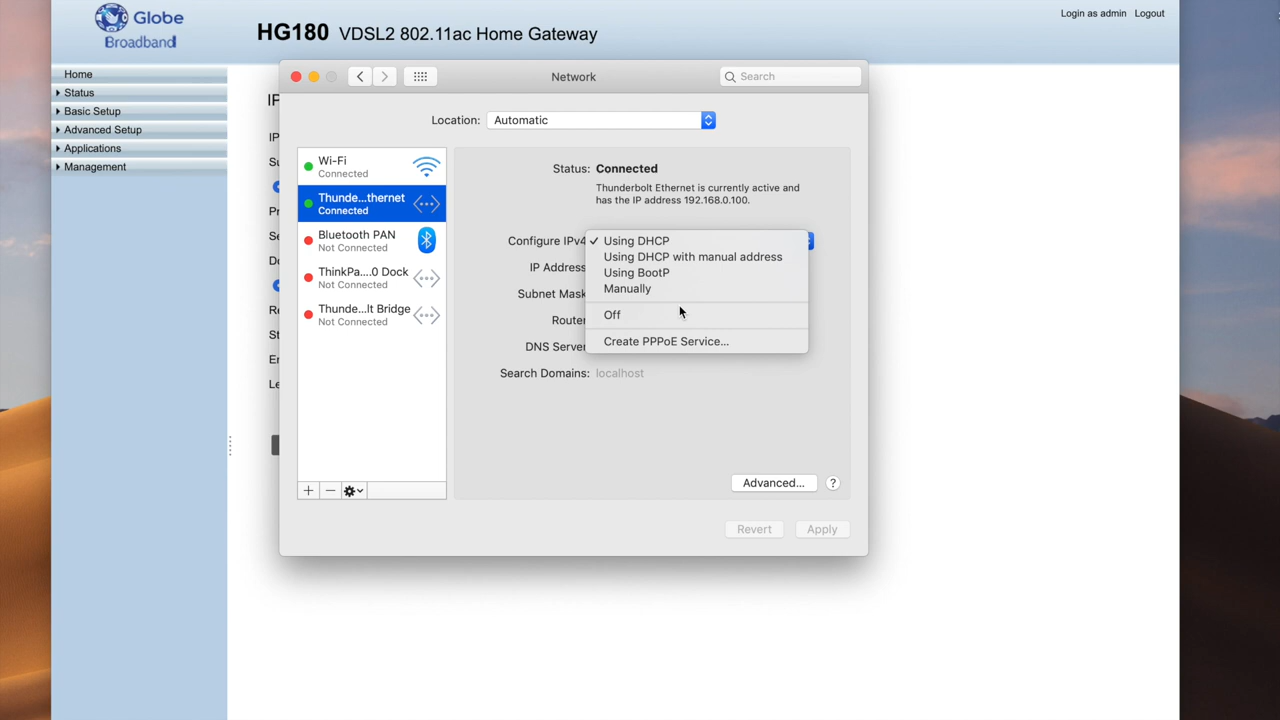 Globe
Broadband
HG180 VDSL2 802.11ac Home Gateway
Login as admin Logout
Home
Status
Basic Setup
Advanced Setup
Applications
Management
Network
Search
Location: Automatic
Wi-Fi
Connected
Thunde...thernet
Connected
Bluetooth PAN
Not Connected
ThinkPa....0 Dock
Not Connected
Thunde...lt Bridge
Not Connected
Status: Connected
Thunderbolt Ethernet is currently active and
has the IP address 192.168.0.100.
Configure IPv4
✓ Using DHCP
Using DHCP with manual address
Using BootP
Manually
Off
Create PPPoE Service...
IP Address
Subnet Mask
Router
DNS Server
Search Domains: localhost
Advanced... ?
Revert Apply